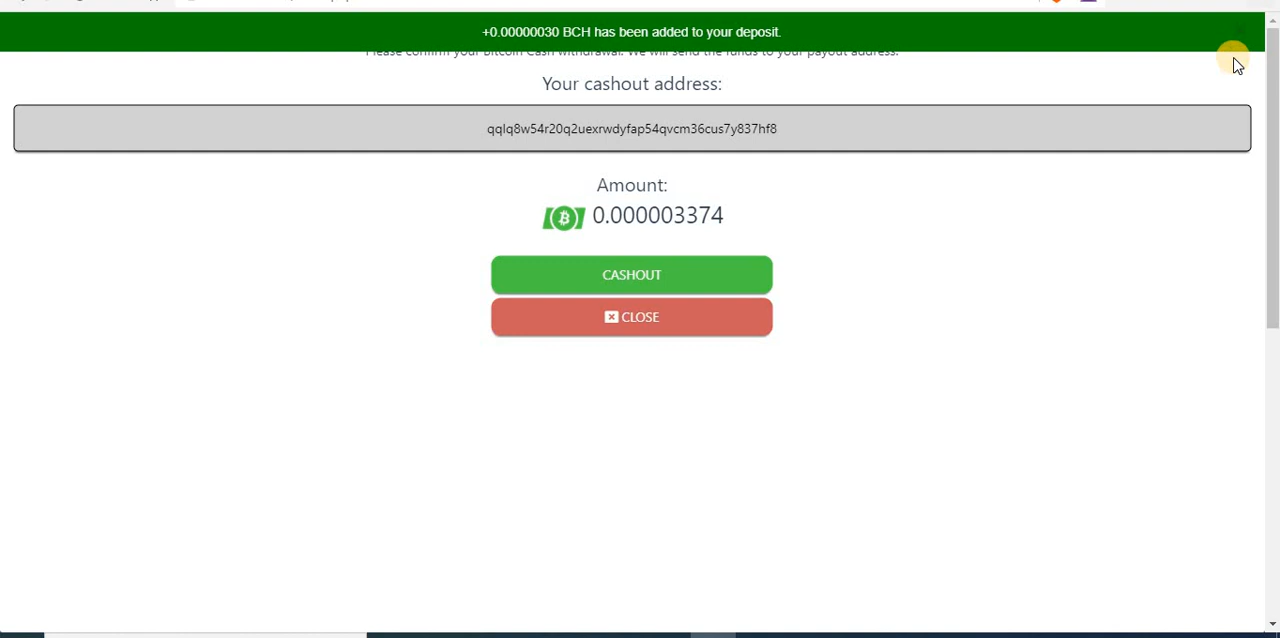 +0.00000030 BCH has been added to your deposit.
Please confirm your Bitcoin Cash withdrawal. We will send the funds to your payout address.
Your cashout address:
qqlq8w54r20q2uexrwdyfap54qvcm36cus7y837hf8
Amount:
0.000003374
CASHOUT
CLOSE